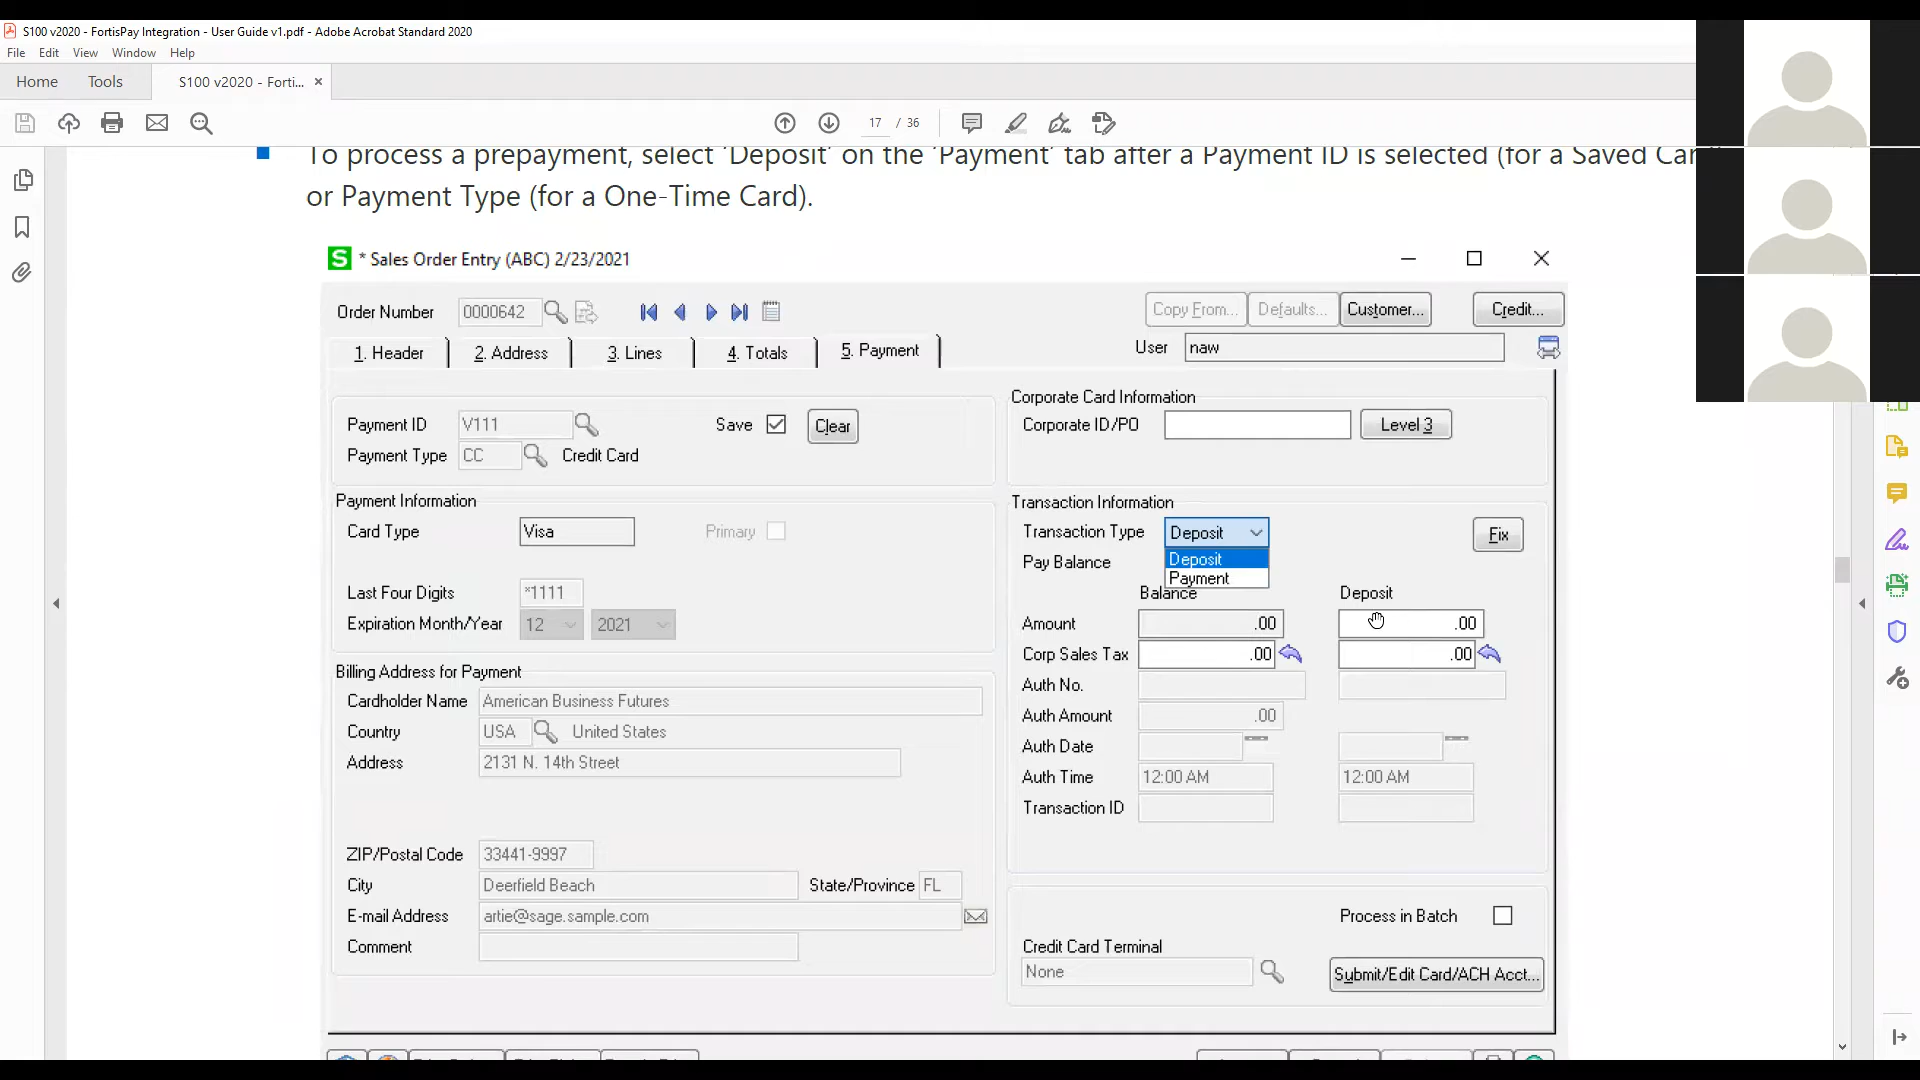 S100 v2020 - FortisPay Integration - User Guide v1.pdf - Adobe Acrobat Standard 2020
File Edit View Window Help
Home Tools S100 v2020 - Forti... ×
17 / 36
To process a prepayment, select 'Deposit' on the 'Payment' tab after a Payment ID is selected (for a Saved Car
or Payment Type (for a One-Time Card).
S * Sales Order Entry (ABC) 2/23/2021
Order Number 0000642 Copy From... Defaults... Customer... Credit...
1. Header 2. Address 3. Lines 4. Totals 5. Payment User naw
Corporate Card Information
Payment ID V111 Save Clear Corporate ID/PO Level 3
Payment Type CC Credit Card
Payment Information Transaction Information
Card Type Visa Primary Transaction Type Deposit Fix
Deposit
Pay Balance
Payment
Last Four Digits *1111 Balance Deposit
Expiration Month/Year 12 2021 Amount .00 .00
Corp Sales Tax .00 .00
Billing Address for Payment
Cardholder Name American Business Futures Auth No.
Country USA United States Auth Amount .00
Address 2131 N. 14th Street Auth Date
Auth Time 12:00 AM 12:00 AM
Transaction ID
ZIP/Postal Code 33441-9997
City Deerfield Beach State/Province FL
E-mail Address artie@sage.sample.com Process in Batch
Comment Credit Card Terminal
None Submit/Edit Card/ACH Acct...